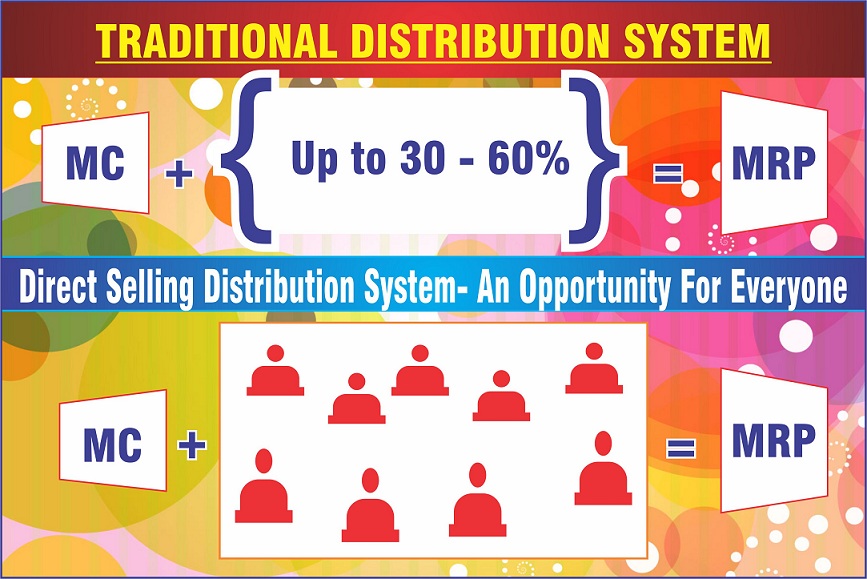 TRADITIONAL DISTRIBUTION SYSTEM
MC + { Up to 30 - 60% } = MRP
Direct Selling Distribution System- An Opportunity For Everyone
MC + = MRP